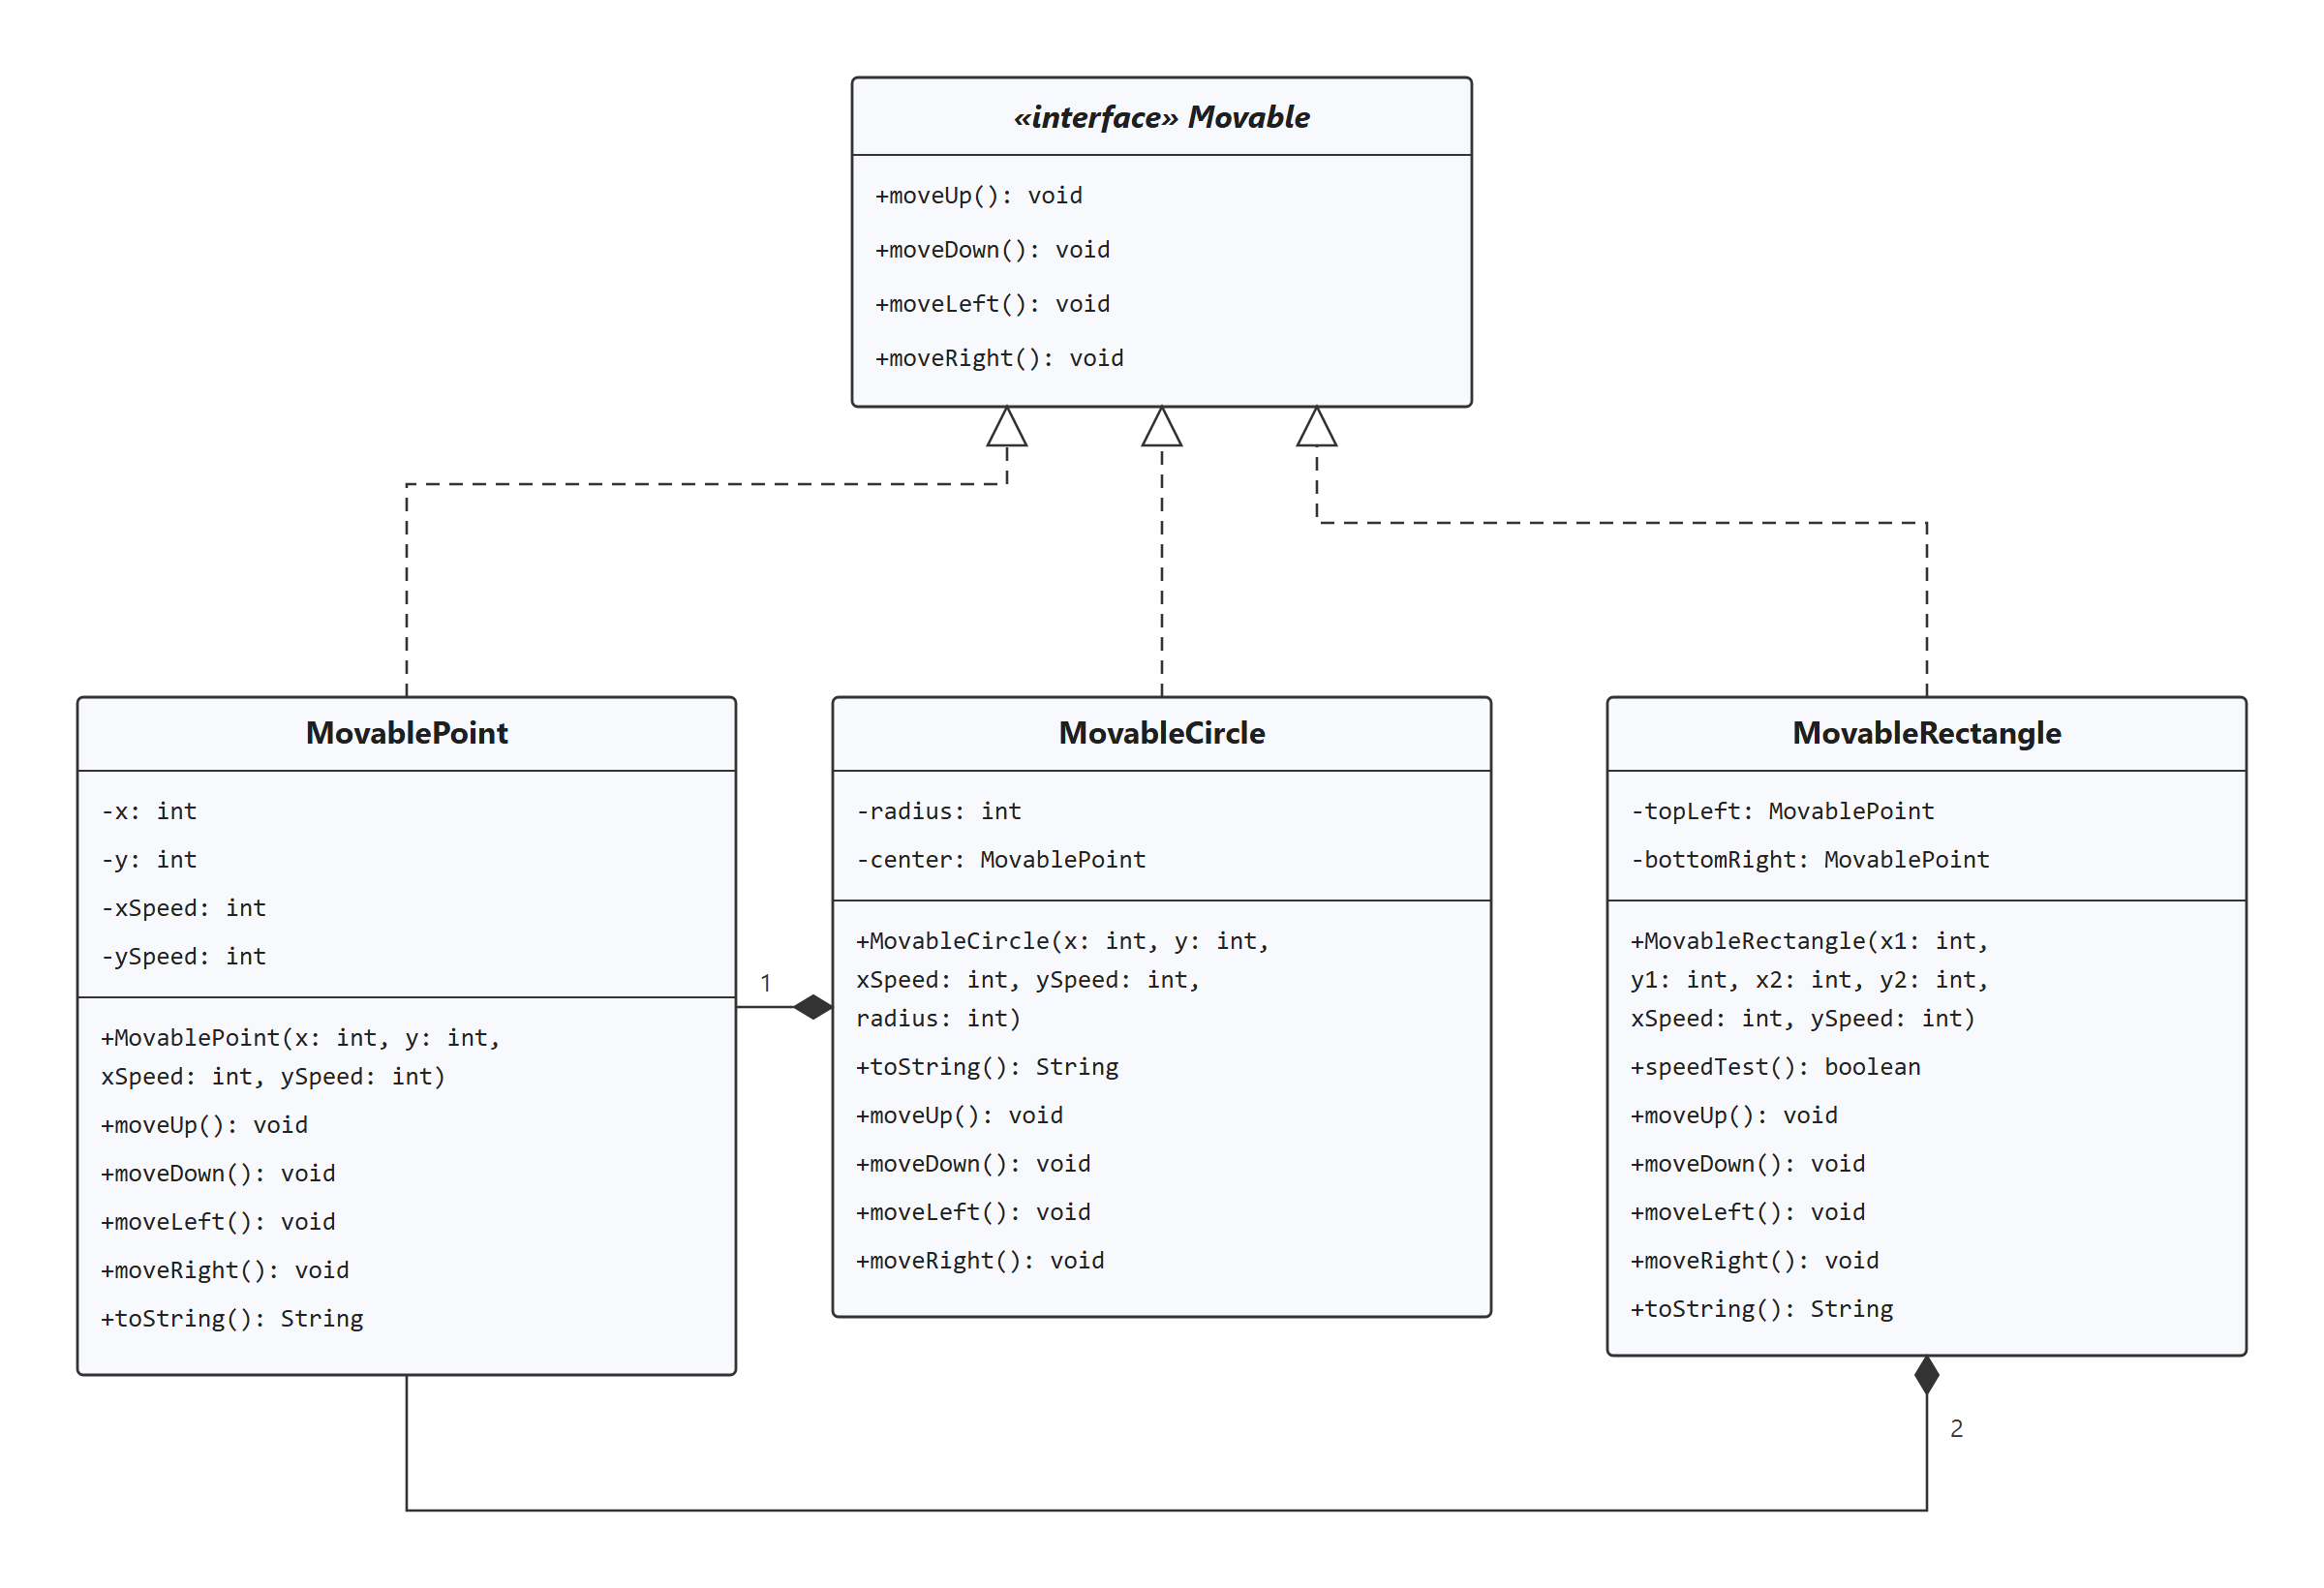 «interface» Movable
+moveUp(): void
+moveDown(): void
+moveLeft(): void
+moveRight(): void
MovablePoint
-x: int
-y: int
-xSpeed: int
-ySpeed: int
+MovablePoint(x: int, y: int,
xSpeed: int, ySpeed: int)
+moveUp(): void
+moveDown(): void
+moveLeft(): void
+moveRight(): void
+toString(): String
1
MovableCircle
-radius: int
-center: MovablePoint
+MovableCircle(x: int, y: int,
xSpeed: int, ySpeed: int,
radius: int)
+toString(): String
+moveUp(): void
+moveDown(): void
+moveLeft(): void
+moveRight(): void
MovableRectangle
-topLeft: MovablePoint
-bottomRight: MovablePoint
+MovableRectangle(x1: int,
y1: int, x2: int, y2: int,
xSpeed: int, ySpeed: int)
+speedTest(): boolean
+moveUp(): void
+moveDown(): void
+moveLeft(): void
+moveRight(): void
+toString(): String
2